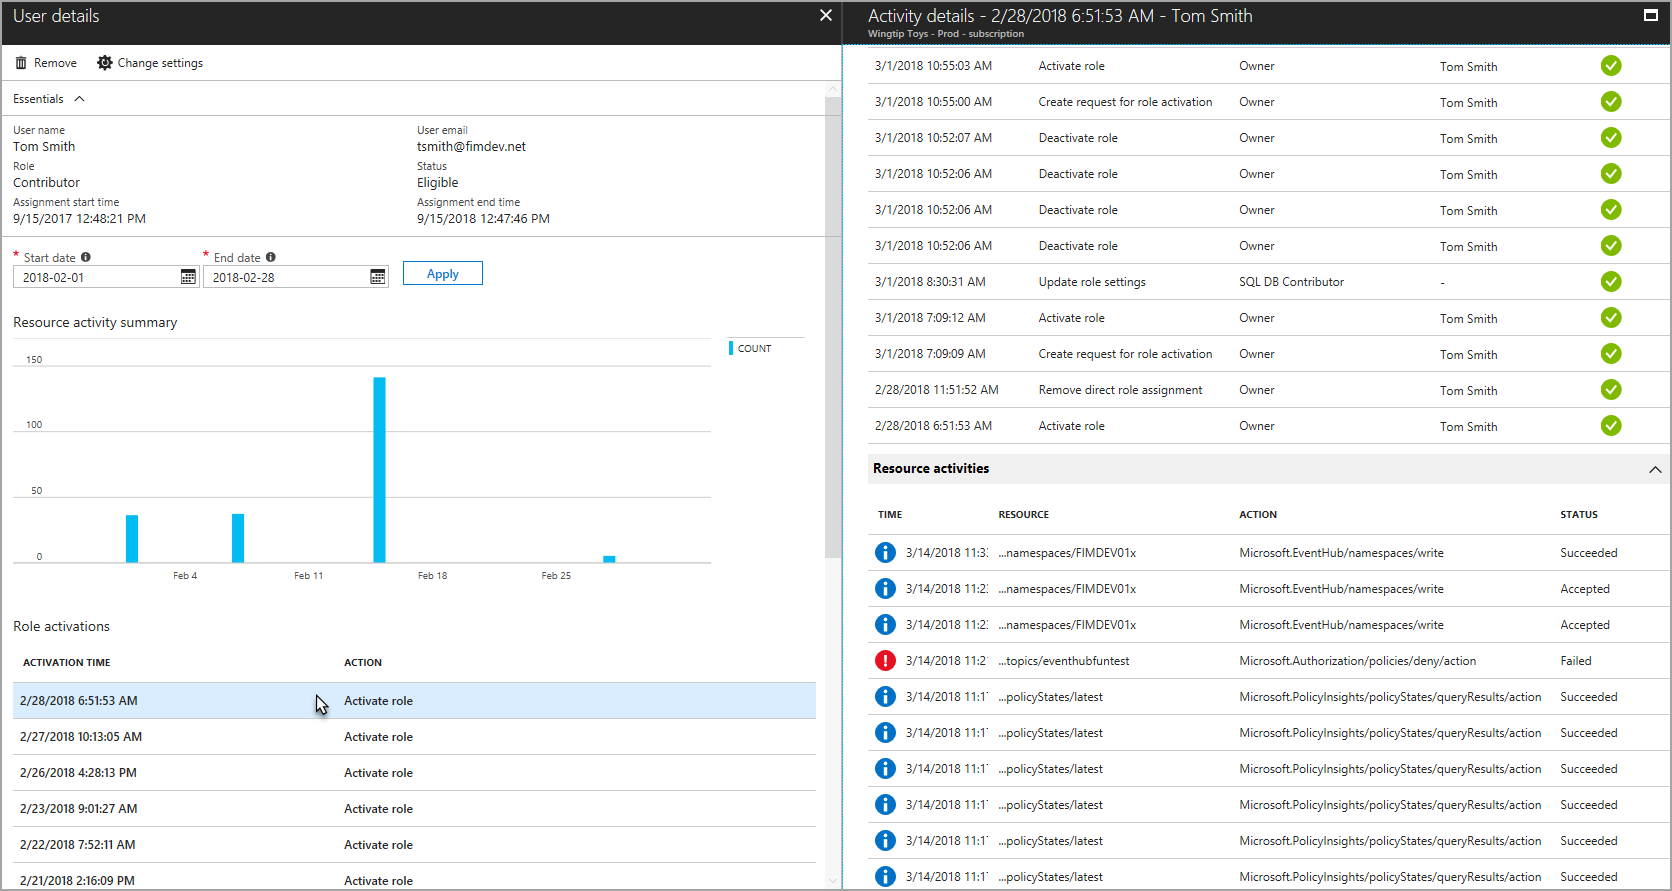 User details
Remove Change settings
Essentials
User name User email
Tom Smith tsmith@fimdev.net
Role Status
Contributor Eligible
Assignment start time Assignment end time
9/15/2017 12:48:21 PM 9/15/2018 12:47:46 PM
* Start date * End date
2018-02-01 2018-02-28 Apply
Resource activity summary
COUNT
150
100
50
0
Feb 4 Feb 11 Feb 18 Feb 25
Role activations
ACTIVATION TIME ACTION
2/28/2018 6:51:53 AM Activate role
2/27/2018 10:13:05 AM Activate role
2/26/2018 4:28:13 PM Activate role
2/23/2018 9:01:27 AM Activate role
2/22/2018 7:52:11 AM Activate role
2/21/2018 2:16:09 PM Activate role
Activity details - 2/28/2018 6:51:53 AM - Tom Smith
Wingtip Toys - Prod - subscription
3/1/2018 10:55:03 AM Activate role Owner Tom Smith
3/1/2018 10:55:00 AM Create request for role activation Owner Tom Smith
3/1/2018 10:52:07 AM Deactivate role Owner Tom Smith
3/1/2018 10:52:06 AM Deactivate role Owner Tom Smith
3/1/2018 10:52:06 AM Deactivate role Owner Tom Smith
3/1/2018 10:52:06 AM Deactivate role Owner Tom Smith
3/1/2018 8:30:31 AM Update role settings SQL DB Contributor -
3/1/2018 7:09:12 AM Activate role Owner Tom Smith
3/1/2018 7:09:09 AM Create request for role activation Owner Tom Smith
2/28/2018 11:51:52 AM Remove direct role assignment Owner Tom Smith
2/28/2018 6:51:53 AM Activate role Owner Tom Smith
Resource activities
TIME RESOURCE ACTION STATUS
3/14/2018 ...namespaces/FIMDEV01x Microsoft.EventHub/namespaces/write Succeeded
3/14/2018 ...namespaces/FIMDEV01x Microsoft.EventHub/namespaces/write Accepted
3/14/2018 ...namespaces/FIMDEV01x Microsoft.EventHub/namespaces/write Accepted
3/14/2018 ...topics/eventhubfuntest Microsoft.Authorization/policies/deny/action Failed
3/14/2018 ...policyStates/latest Microsoft.PolicyInsights/policyStates/queryResults/action Succeeded
3/14/2018 ...policyStates/latest Microsoft.PolicyInsights/policyStates/queryResults/action Succeeded
3/14/2018 ...policyStates/latest Microsoft.PolicyInsights/policyStates/queryResults/action Succeeded
3/14/2018 ...policyStates/latest Microsoft.PolicyInsights/policyStates/queryResults/action Succeeded
3/14/2018 ...policyStates/latest Microsoft.PolicyInsights/policyStates/queryResults/action Succeeded
3/14/2018 ...policyStates/latest Microsoft.PolicyInsights/policyStates/queryResults/action Succeeded